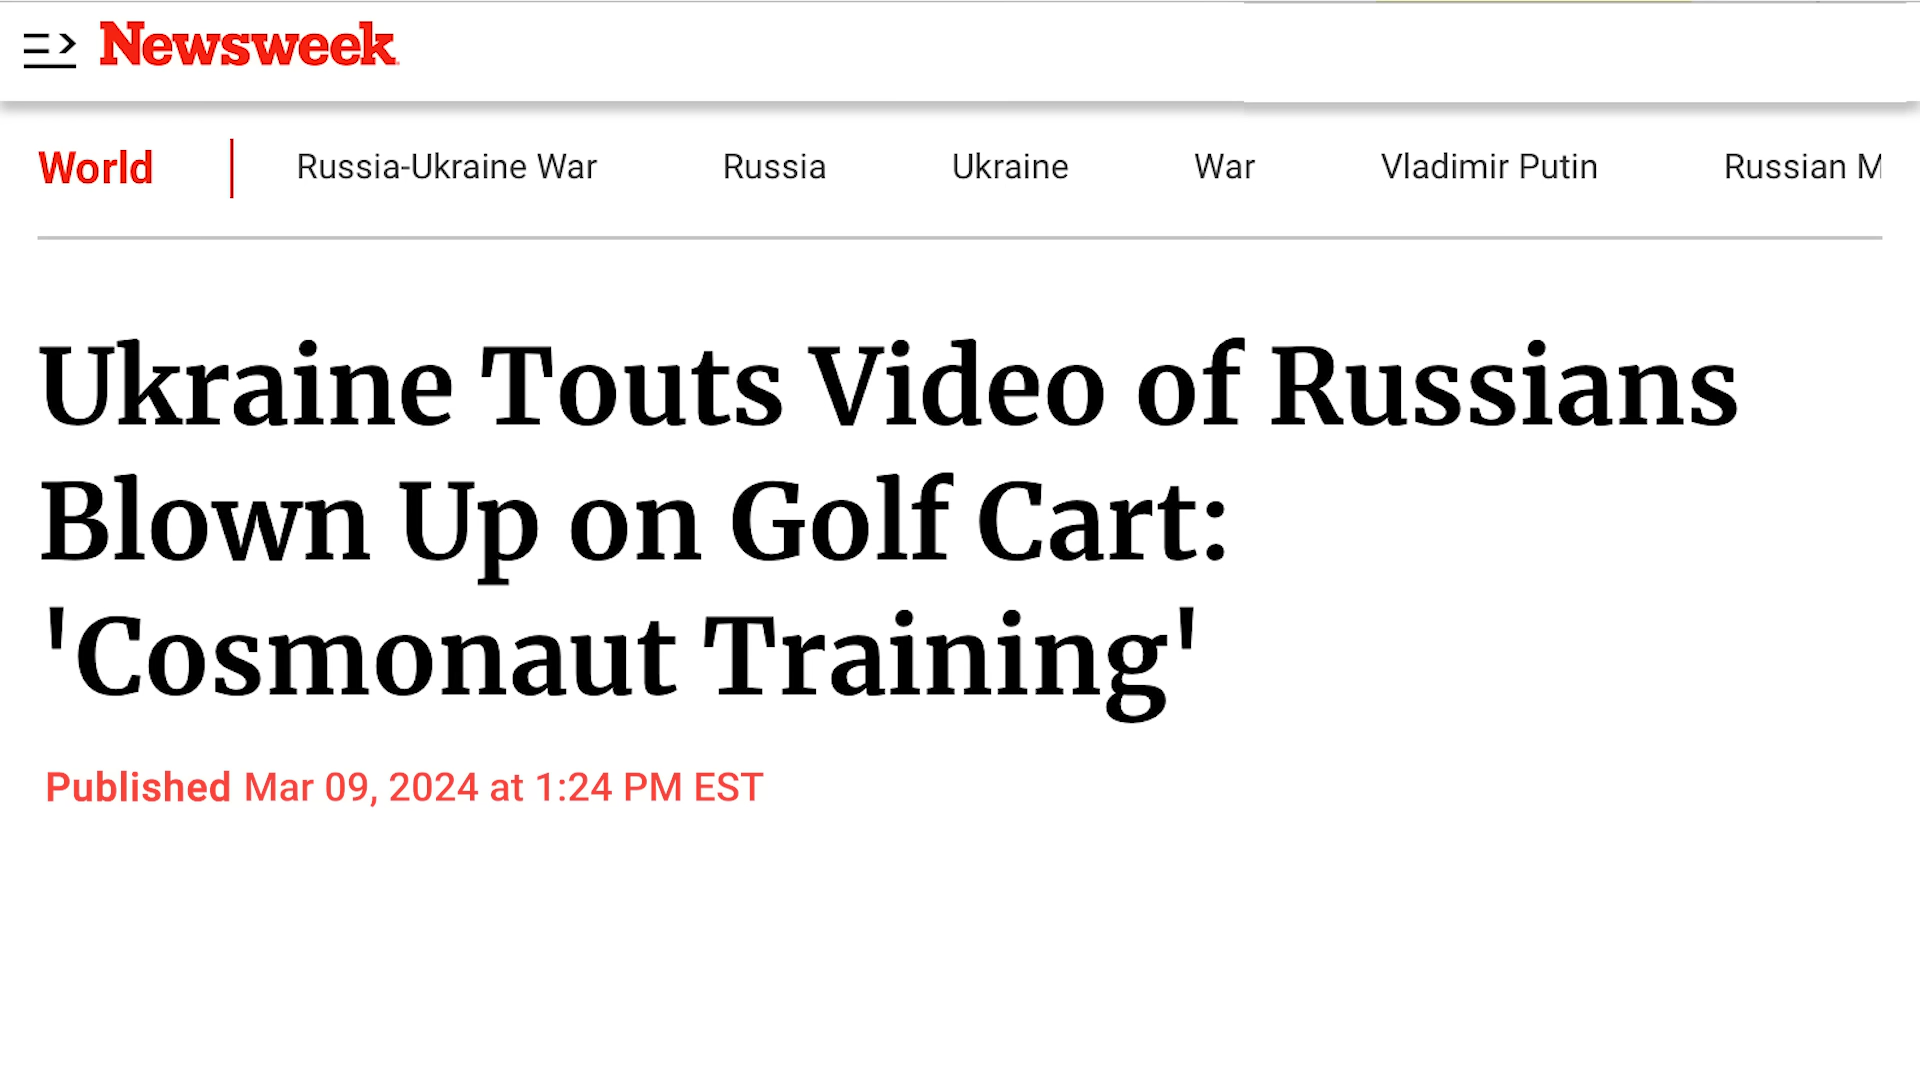 Newsweek
World Russia-Ukraine War Russia Ukraine War Vladimir Putin Russian M
Ukraine Touts Video of Russians
Blown Up on Golf Cart:
'Cosmonaut Training'
Published Mar 09, 2024 at 1:24 PM EST